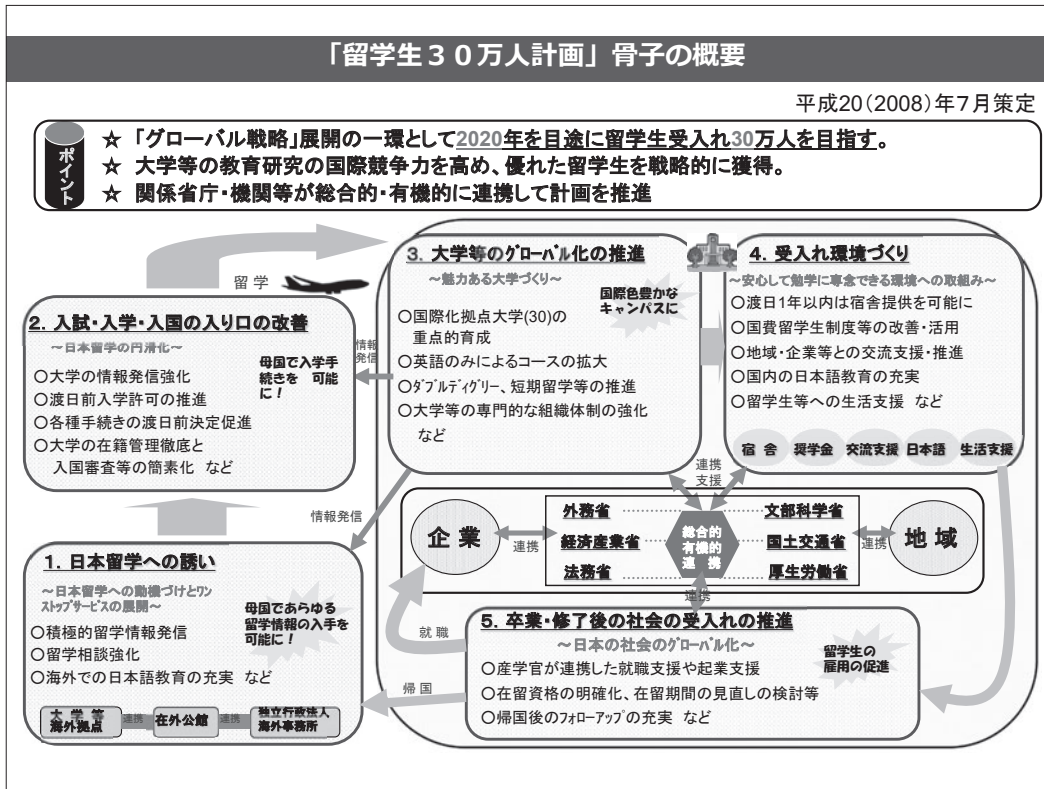 「留学生３０万人計画」骨子の概要
平成20(2008)年7月策定
ポイント
☆ 「グローバル戦略」展開の一環として2020年を目途に留学生受入れ30万人を目指す。
☆ 大学等の教育研究の国際競争力を高め、優れた留学生を戦略的に獲得。
☆ 関係省庁・機関等が総合的・有機的に連携して計画を推進
留 学
2. 入試・入学・入国の入り口の改善
～日本留学の円滑化～
母国で入学手
続きを 可能
に！
○大学の情報発信強化
○渡日前入学許可の推進
○各種手続きの渡日前決定促進
○大学の在籍管理徹底と
入国審査等の簡素化 など
情報
発信
3. 大学等のグローバル化の推進
～魅力ある大学づくり～
国際色豊かな
キャンパスに
○国際化拠点大学(30)の
重点的育成
○英語のみによるコースの拡大
○ダブルディグリー、短期留学等の推進
○大学等の専門的な組織体制の強化
など
4. 受入れ環境づくり
～安心して勉学に専念できる環境への取組み～
○渡日1年以内は宿舎提供を可能に
○国費留学生制度等の改善・活用
○地域・企業等との交流支援・推進
○国内の日本語教育の充実
○留学生等への生活支援 など
宿 舎 奨学金 交流支援 日本語 生活支援
連携
支援
情報発信
企 業
連携
外務省
経済産業省
法務省
総合的
有機的
連 携
文部科学省
国土交通省
厚生労働省
連携
地 域
連携
1. 日本留学への誘い
～日本留学への動機づけとワン
ストップサービスの展開～
母国であらゆる
留学情報の入手を
可能に！
○積極的留学情報発信
○留学相談強化
○海外での日本語教育の充実 など
大 学 等
海外拠点
連携
在外公館
連携
独立行政法人
海外事務所
就 職
帰 国
5. 卒業・修了後の社会の受入れの推進
～日本の社会のグローバル化～
留学生の
雇用の促進
○産学官が連携した就職支援や起業支援
○在留資格の明確化、在留期間の見直しの検討等
○帰国後のフォローアップの充実 など